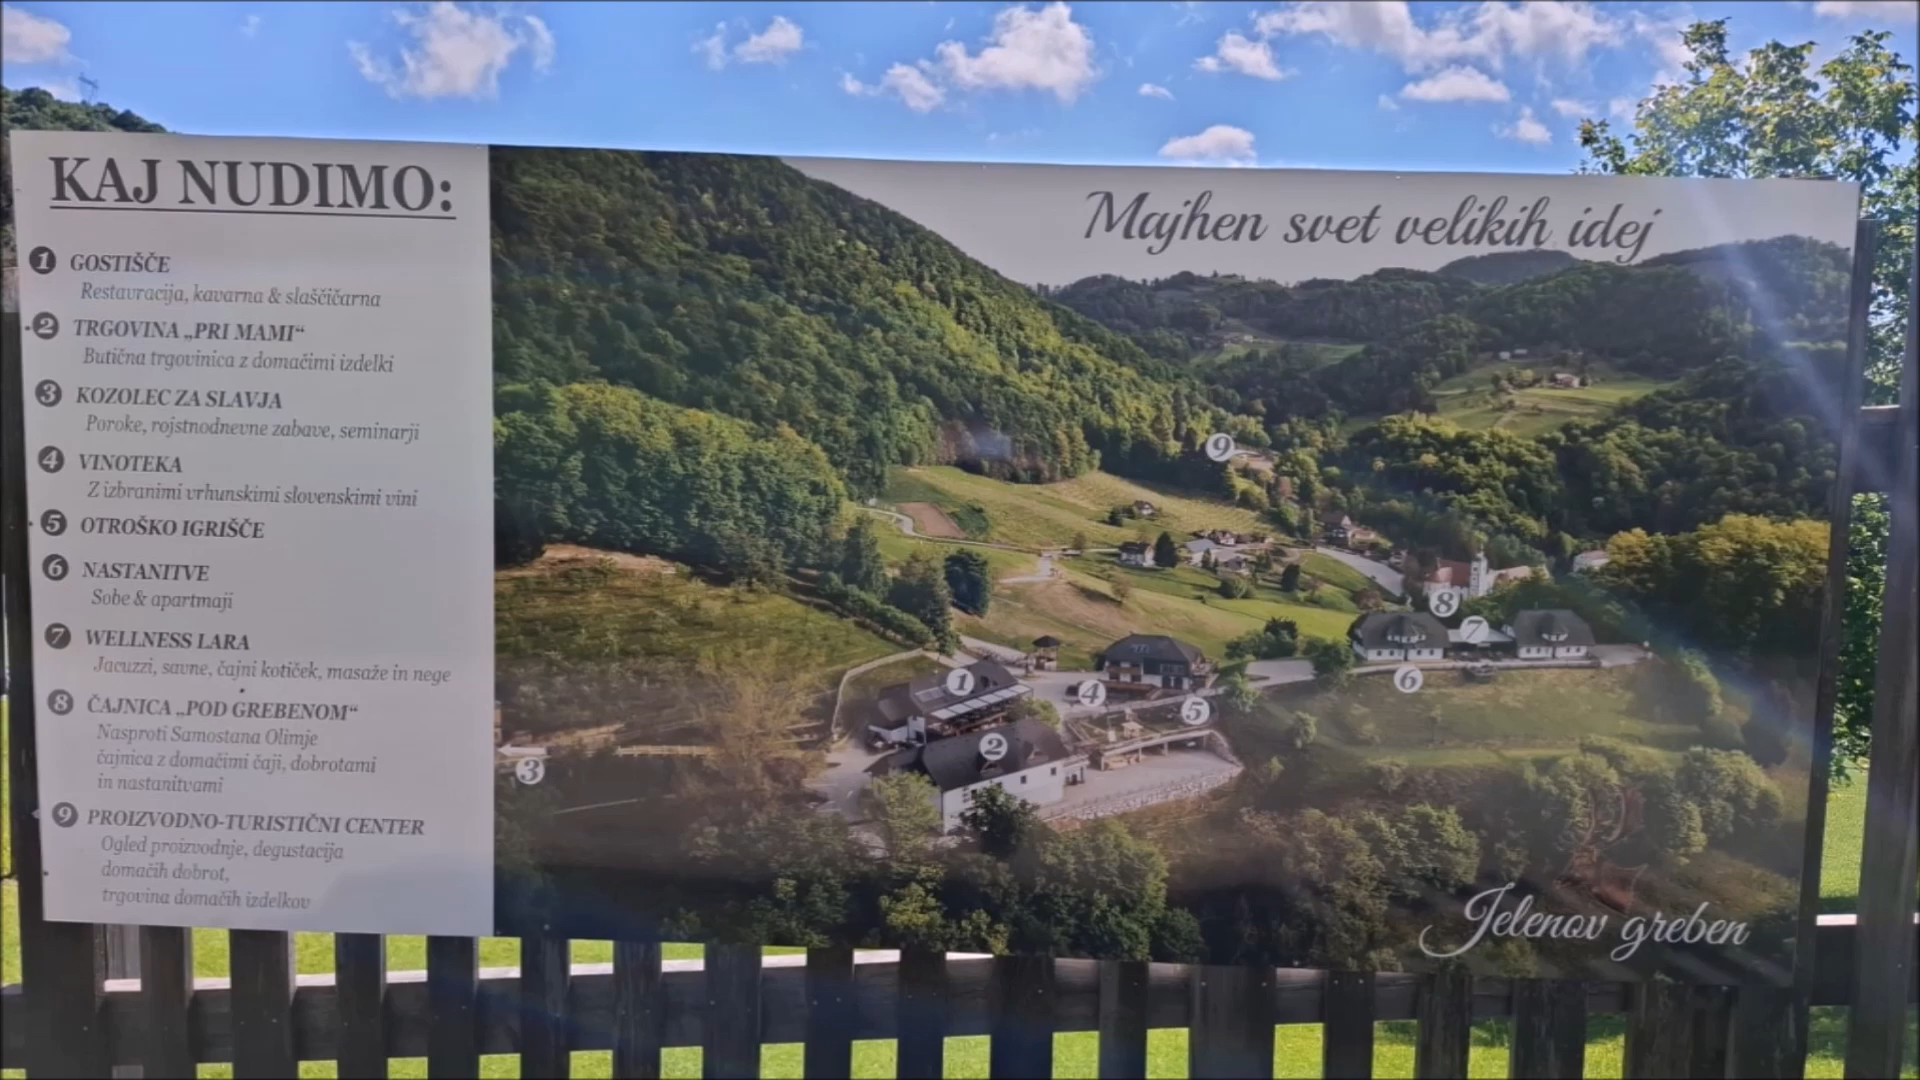 KAJ NUDIMO:
1 GOSTIŠČE
Restavracija, kavarna & slaščičarna
2 TRGOVINA „PRI MAMI“
Butična trgovinica z domačimi izdelki
3 KOZOLEC ZA SLAVJA
Poroke, rojstnodnevne zabave, seminarji
4 VINOTEKA
Z izbranimi vrhunskimi slovenskimi vini
5 OTROŠKO IGRIŠČE
6 NASTANITVE
Sobe & apartmaji
7 WELLNESS LARA
Jacuzzi, savne, čajni kotiček, masaže in nege
8 ČAJNICA „POD GREBENOM“
Nasproti Samostana Olimje
čajnica z domačimi čaji, dobrotami
in nastanitvami
9 PROIZVODNO-TURISTIČNI CENTER
Ogled proizvodnje, degustacija
domačih dobrot,
trgovina domačih izdelkov
Majhen svet velikih idej
9
8
7
6
1
4
5
2
3
Jelenov greben